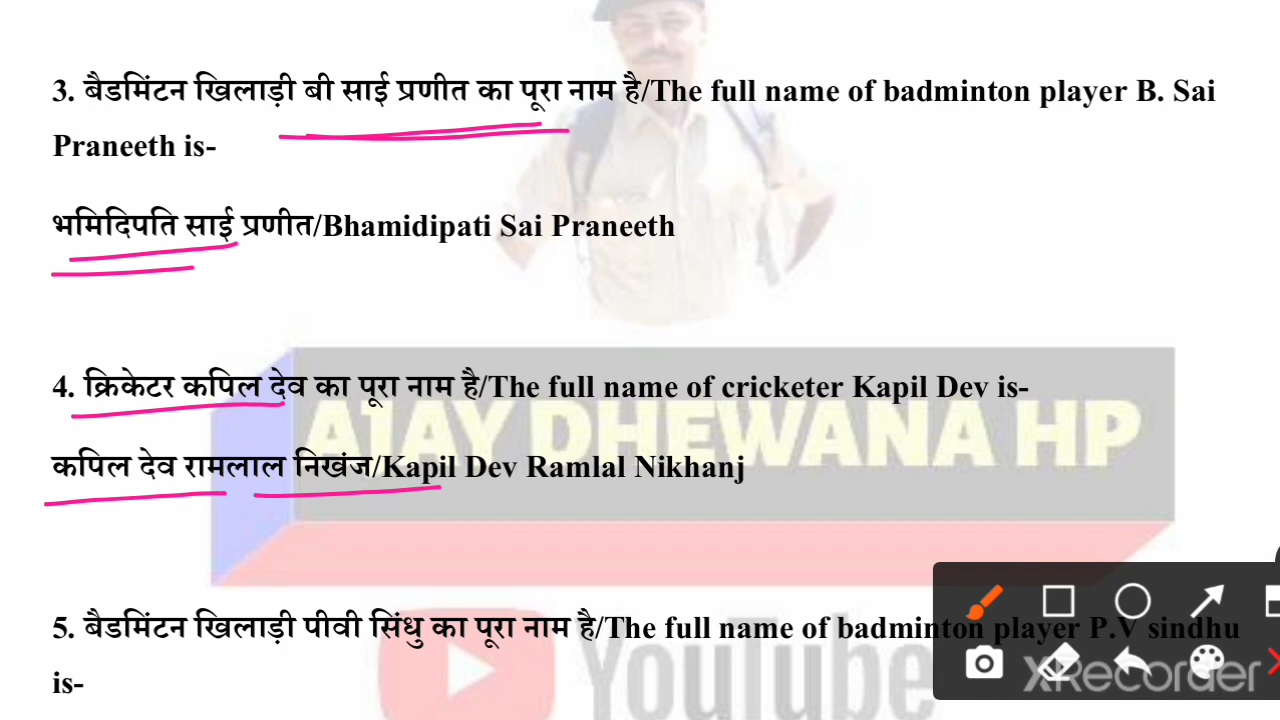 3. बैडमिंटन खिलाड़ी बी साई प्रणीत का पूरा नाम है/The full name of badminton player B. Sai
Praneeth is-
भमिदिपति साई प्रणीत/Bhamidipati Sai Praneeth
4. क्रिकेटर कपिल देव का पूरा नाम है/The full name of cricketer Kapil Dev is-
AJAY DHEWANA HP
कपिल देव रामलाल निखंज/Kapil Dev Ramlal Nikhanj
5. बैडमिंटन खिलाड़ी पीवी सिंधु का पूरा नाम है/The full name of badminton player P.V sindhu
is-
YouTube
XRecorder